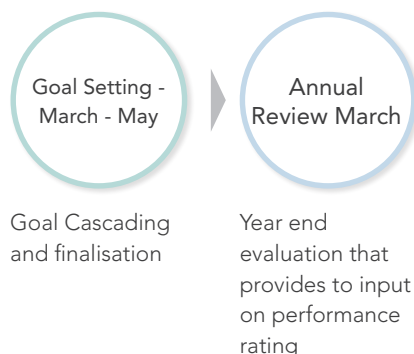 Goal Setting -
March - May
Annual
Review March
Goal Cascading
and finalisation
Year end
evaluation that
provides to input
on performance
rating